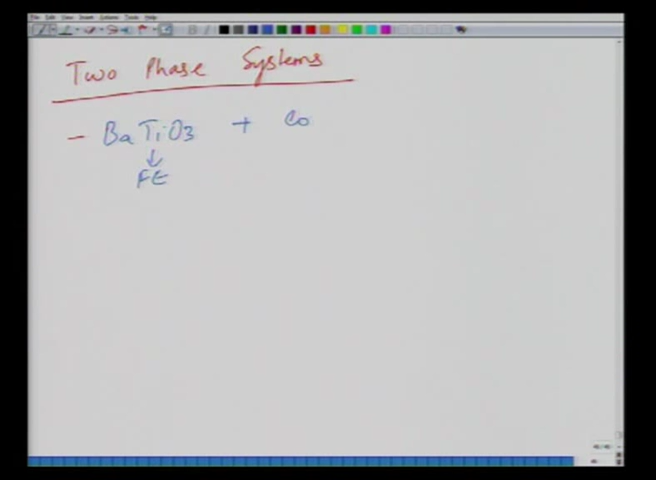 Two Phase Systems
- BaTiO3 + Co
↓
FE